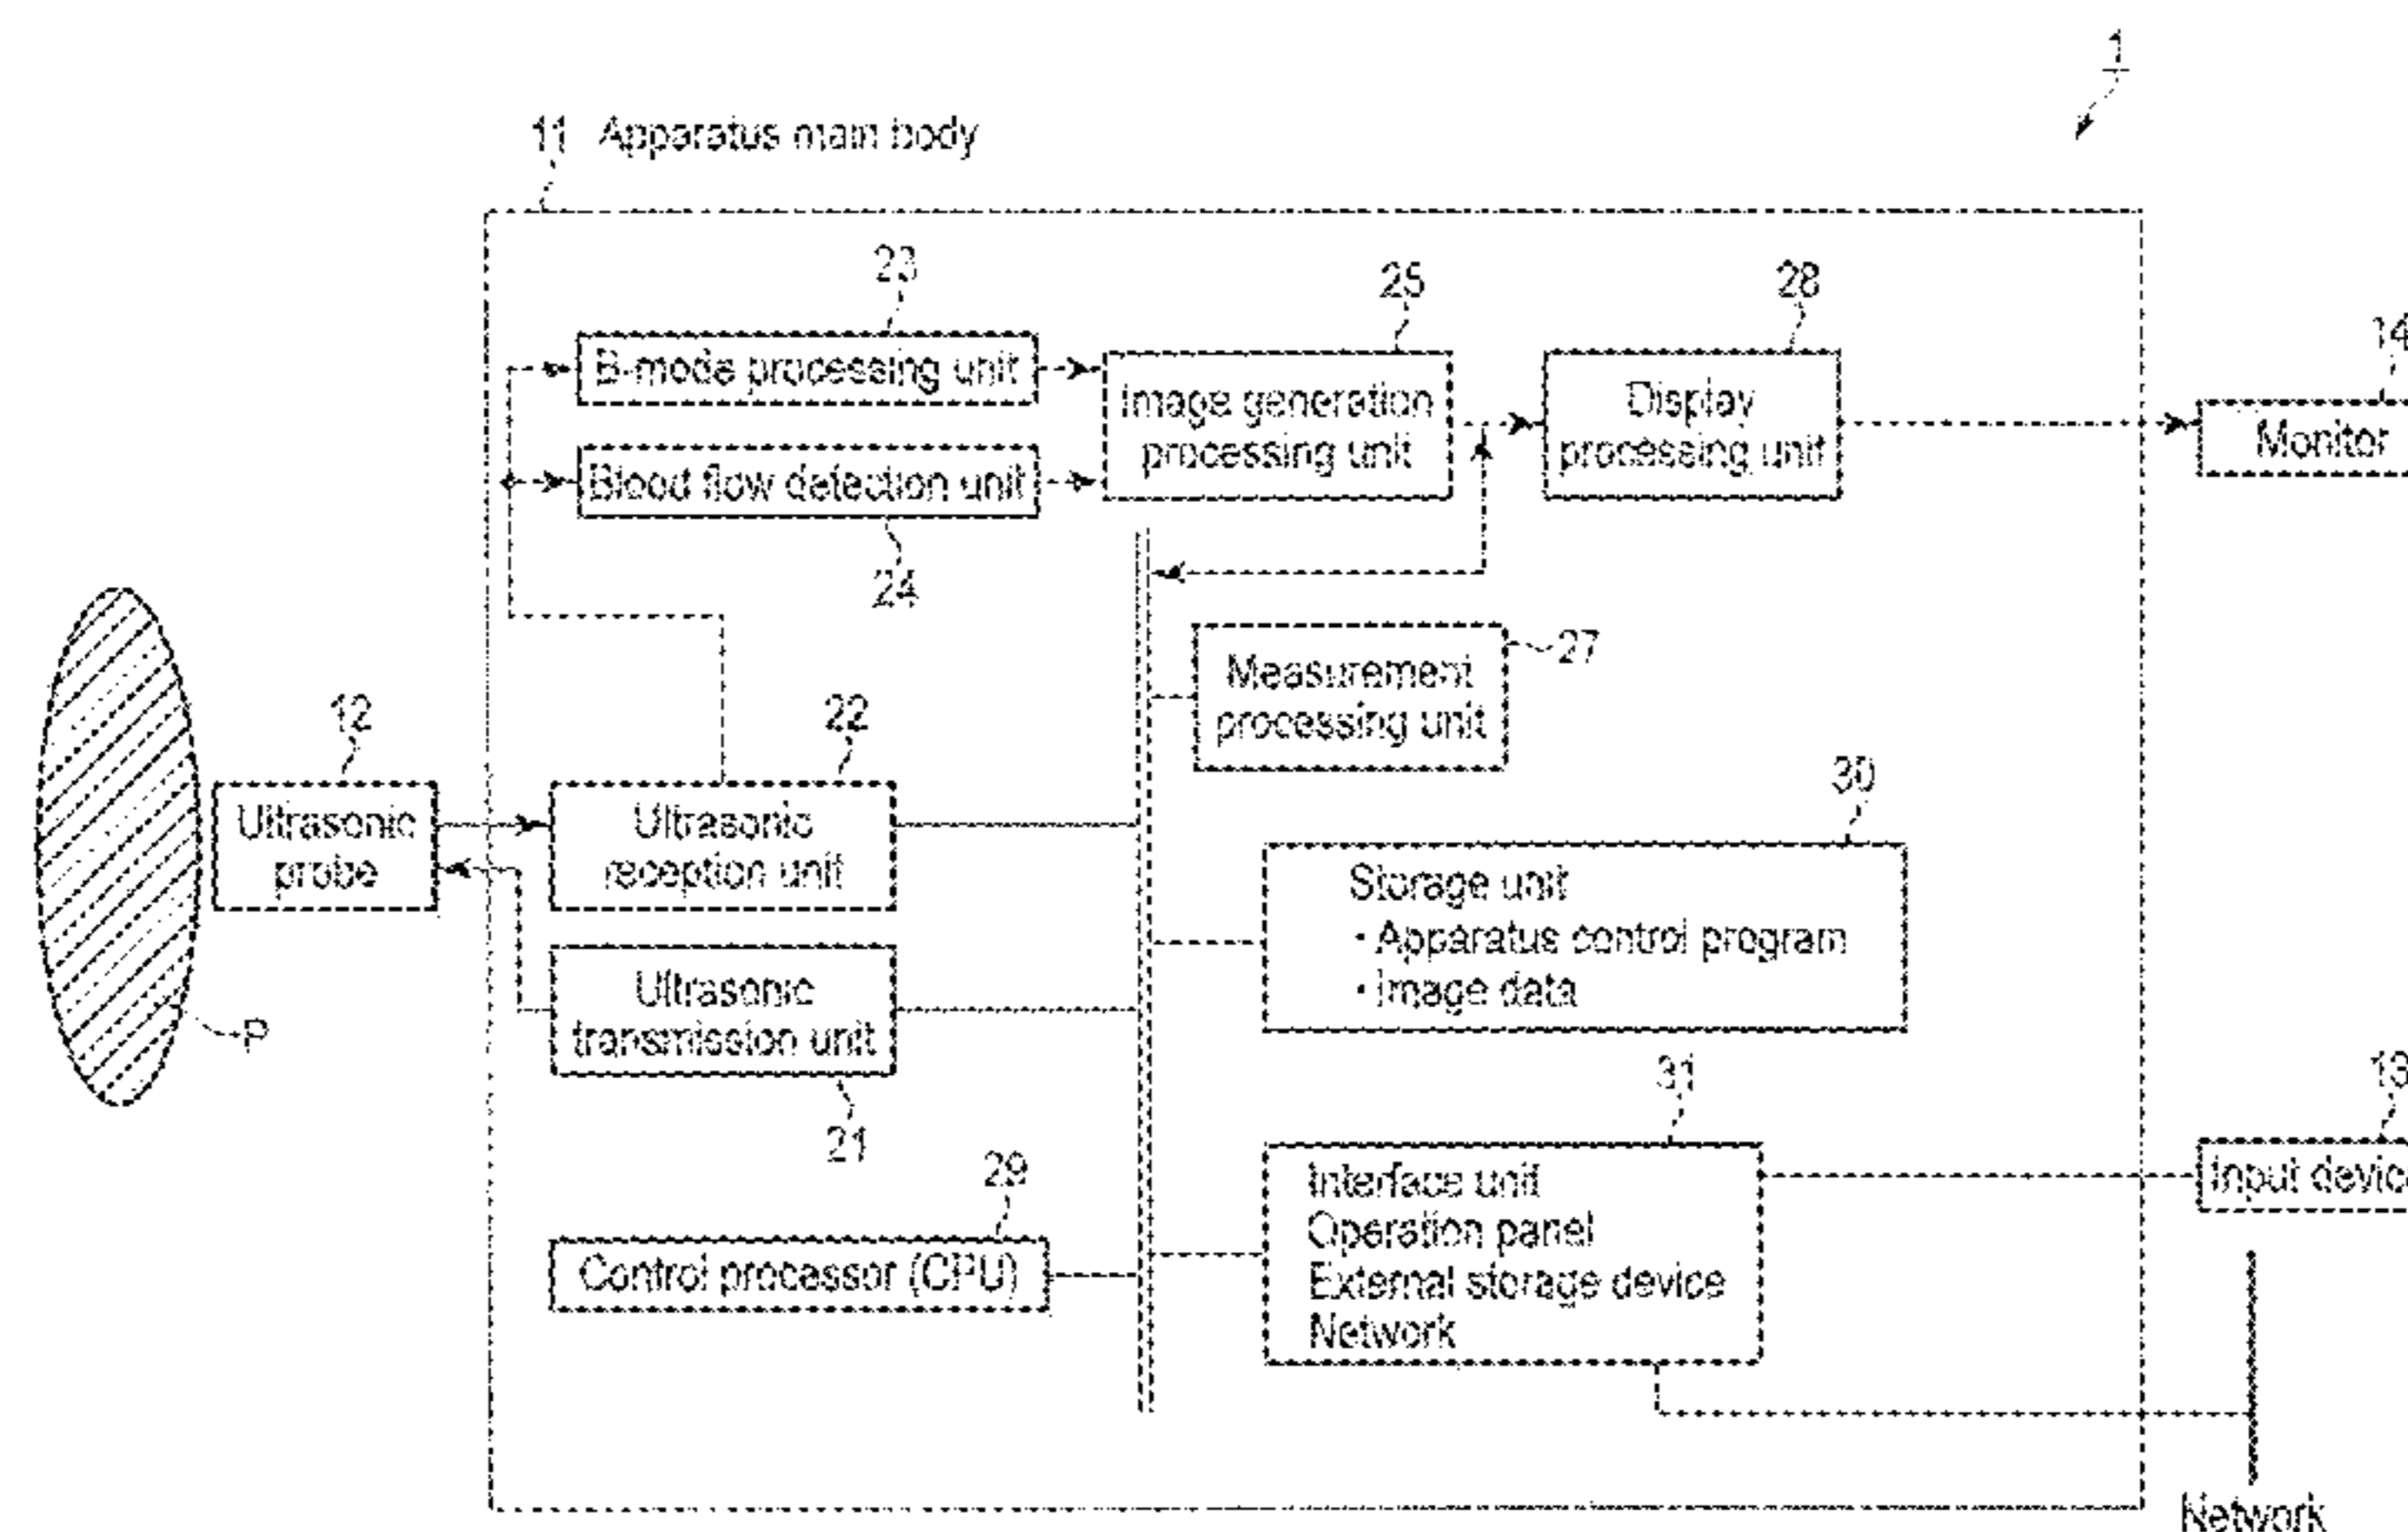 1
11 Apparatus main body
23
25
28
14
B-mode processing unit
Image generation
processing unit
Display
processing unit
Monitor
Blood flow detection unit
24
27
Measurement
processing unit
12
22
30
Ultrasonic
probe
Ultrasonic
reception unit
Storage unit
・Apparatus control program
・Image data
Ultrasonic
transmission unit
P
21
31
13
29
Interface unit
Operation panel
External storage device
Network
Input devic
Control processor (CPU)
Network